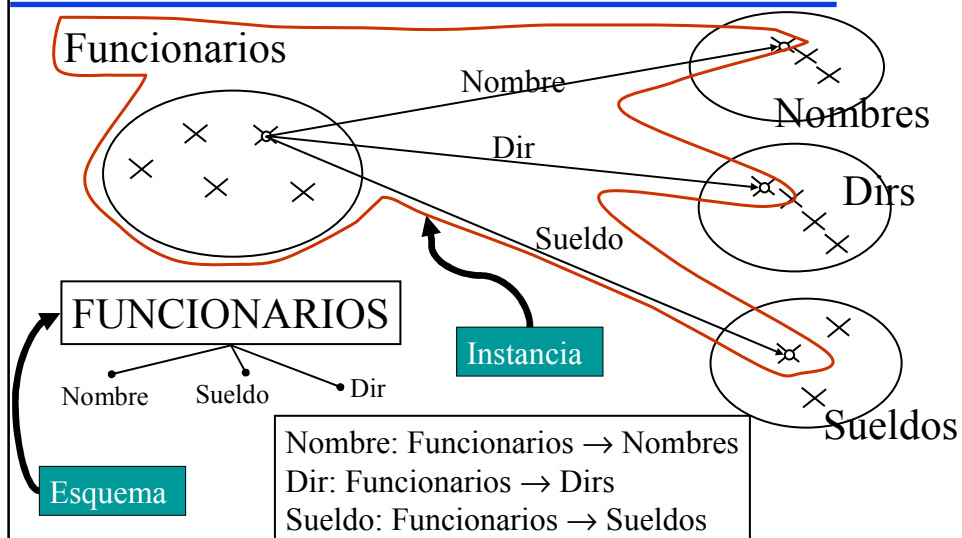 Funcionarios
Nombre
Nombres
Dir
Dirs
Sueldo
FUNCIONARIOS
Instancia
Nombre
Sueldo
Dir
Sueldos
Nombre: Funcionarios → Nombres
Dir: Funcionarios → Dirs
Sueldo: Funcionarios → Sueldos
Esquema